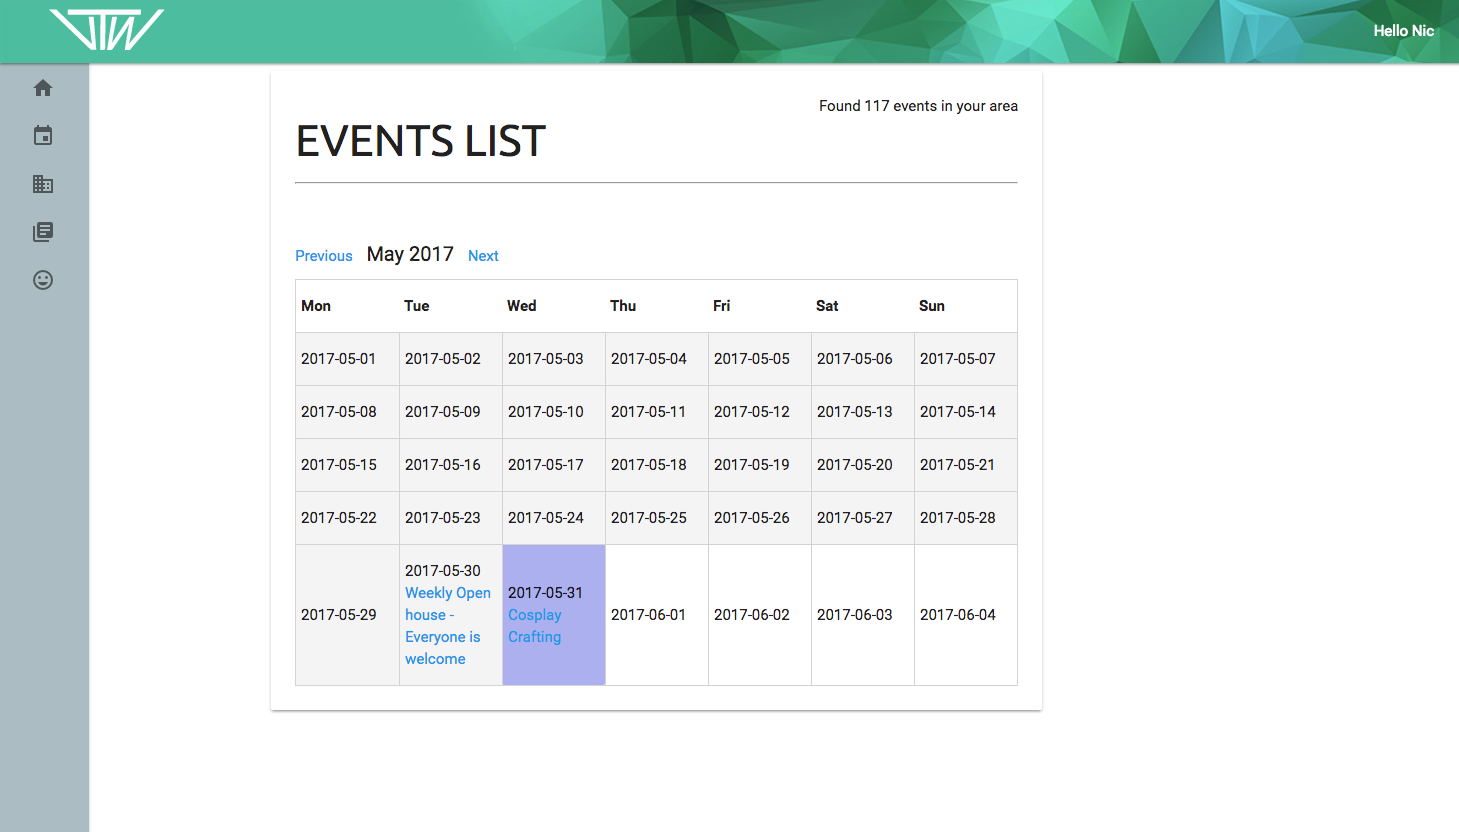 VTW
Hello Nic
Found 117 events in your area
EVENTS LIST
Previous May 2017 Next
Mon Tue Wed Thu Fri Sat Sun
2017-05-01 2017-05-02 2017-05-03 2017-05-04 2017-05-05 2017-05-06 2017-05-07
2017-05-08 2017-05-09 2017-05-10 2017-05-11 2017-05-12 2017-05-13 2017-05-14
2017-05-15 2017-05-16 2017-05-17 2017-05-18 2017-05-19 2017-05-20 2017-05-21
2017-05-22 2017-05-23 2017-05-24 2017-05-25 2017-05-26 2017-05-27 2017-05-28
2017-05-29
2017-05-30
Weekly Open
house -
Everyone is
welcome
2017-05-31
Cosplay
Crafting
2017-06-01 2017-06-02 2017-06-03 2017-06-04